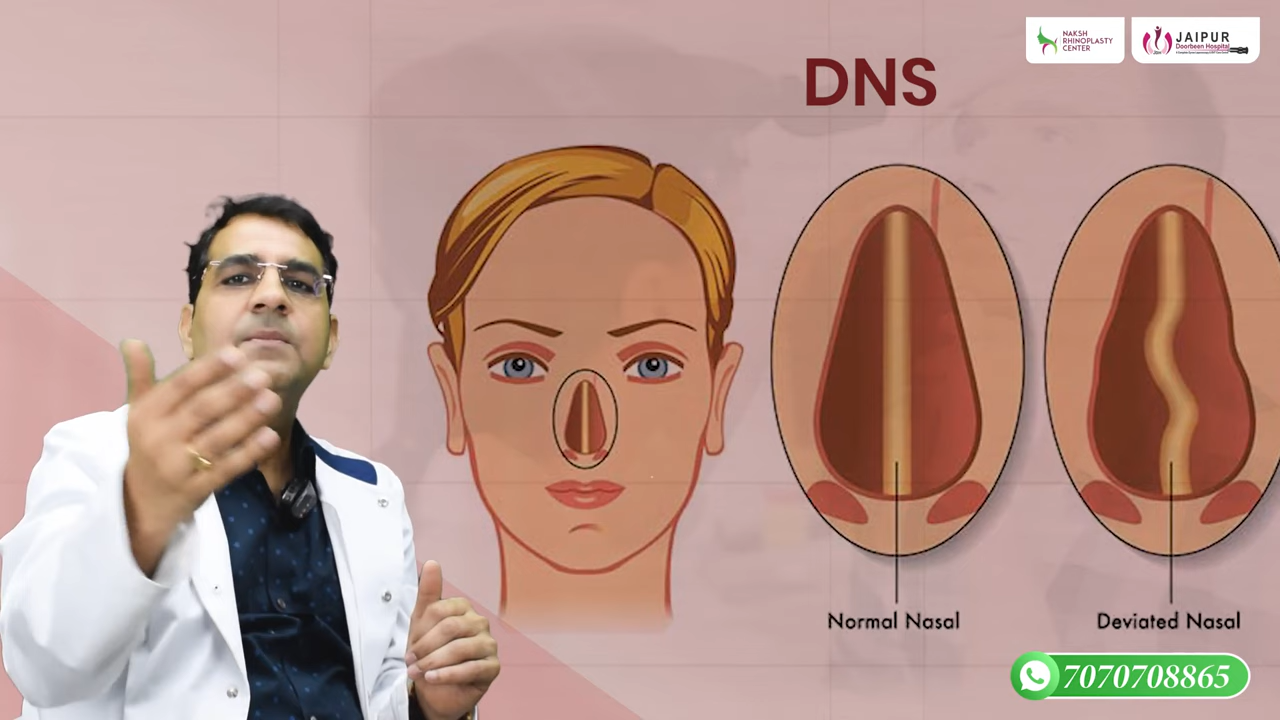 NAKSH
RHINOPLASTY
CENTER
JAIPUR
Doorbeen Hospital
DNS
Normal Nasal
Deviated Nasal
7070708865